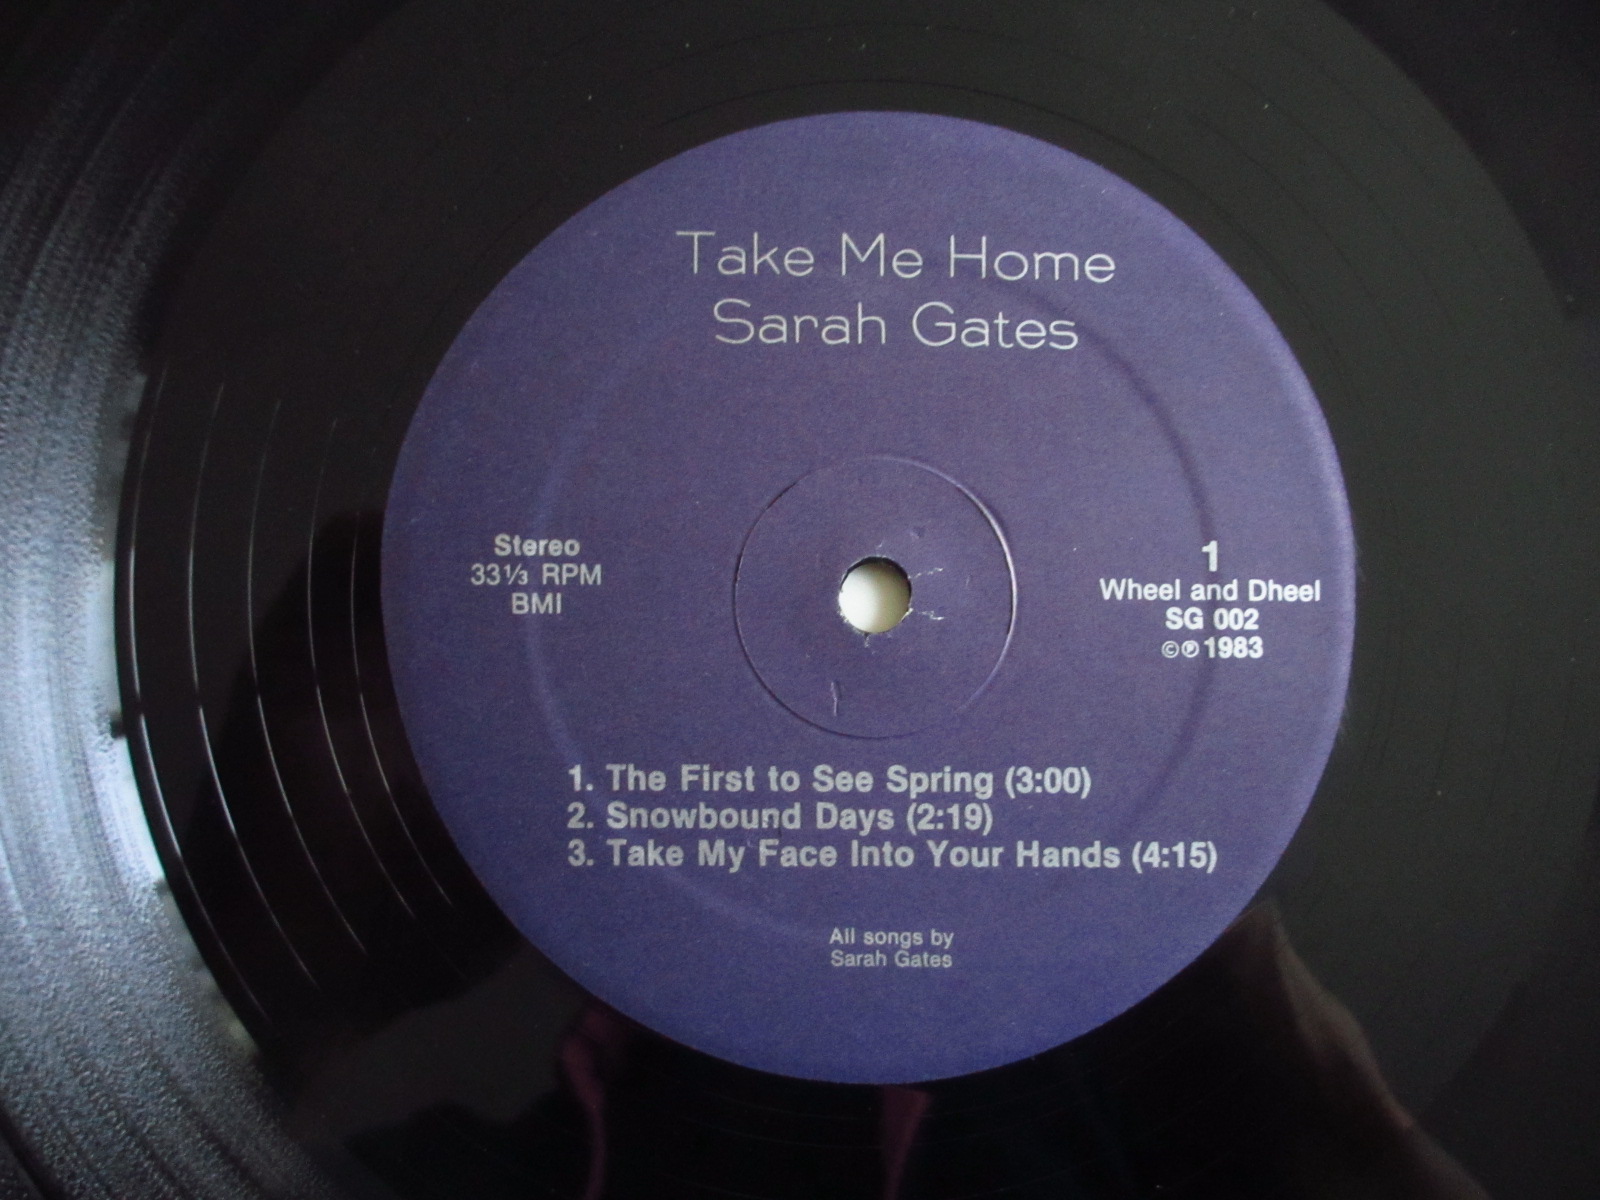 Take Me Home
Sarah Gates
Stereo
33⅓ RPM
BMI
1
Wheel and Dheel
SG 002
©℗ 1983
1. The First to See Spring (3:00)
2. Snowbound Days (2:19)
3. Take My Face Into Your Hands (4:15)
All songs by
Sarah Gates